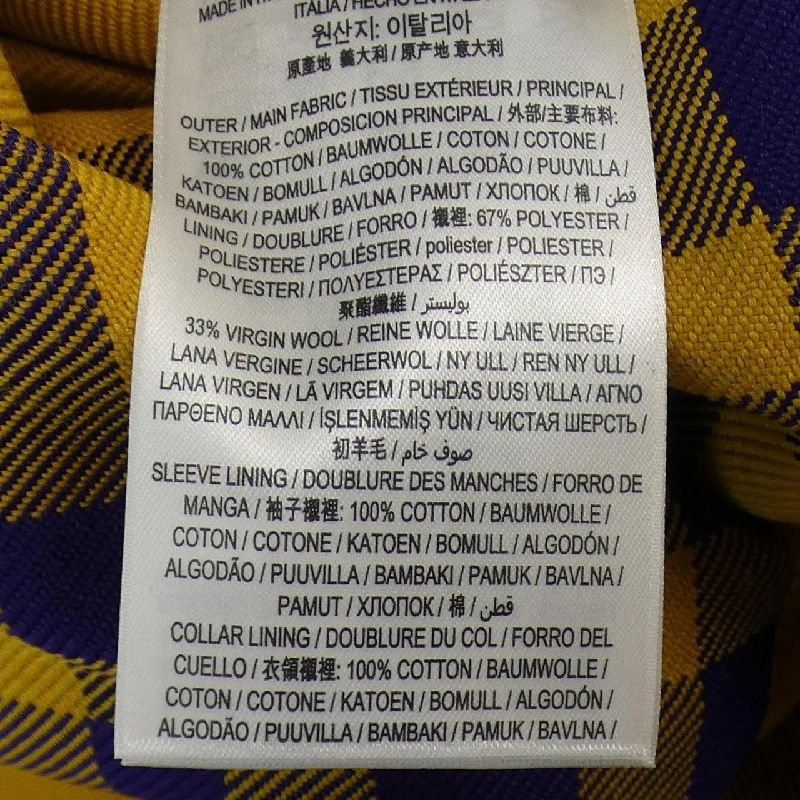 MADE IN
ITALIA / HECHO EN
원산지: 이탈리아
原產地 義大利 / 原产地 意大利
OUTER / MAIN FABRIC / TISSU EXTÉRIEUR / PRINCIPAL /
EXTERIOR - COMPOSICION PRINCIPAL / 外部/主要布料:
100% COTTON / BAUMWOLLE / COTON / COTONE /
KATOEN / BOMULL / ALGODÓN / ALGODÃO / PUUVILLA /
BAMBAKI / PAMUK / BAVLNA / PAMUT / ХЛОПОК / 棉 / قطن
LINING / DOUBLURE / FORRO / 襯裡: 67% POLYESTER /
POLIESTERE / POLIÉSTER / poliester / POLIESTER /
POLYESTERI / ΠΟΛΥΕΣΤΕΡΑΣ / POLIÉSZTER / ПЭ /
聚酯纖維 / بوليستر
33% VIRGIN WOOL / REINE WOLLE / LAINE VIERGE /
LANA VERGINE / SCHEERWOL / NY ULL / REN NY ULL /
LANA VIRGEN / LÃ VIRGEM / PUHDAS UUSI VILLA / ΑΓΝΟ
ΠΑΡΘΕΝΟ ΜΑΛΛΙ / İŞLENMEMİŞ YÜN / ЧИСТАЯ ШЕРСТЬ /
初羊毛 / صوف خام
SLEEVE LINING / DOUBLURE DES MANCHES / FORRO DE
MANGA / 袖子襯裡: 100% COTTON / BAUMWOLLE /
COTON / COTONE / KATOEN / BOMULL / ALGODÓN /
ALGODÃO / PUUVILLA / BAMBAKI / PAMUK / BAVLNA /
PAMUT / ХЛОПОК / 棉 / قطن
COLLAR LINING / DOUBLURE DU COL / FORRO DEL
CUELLO / 衣領襯裡: 100% COTTON / BAUMWOLLE /
COTON / COTONE / KATOEN / BOMULL / ALGODÓN /
ALGODÃO / PUUVILLA / BAMBAKI / PAMUK / BAVLNA /